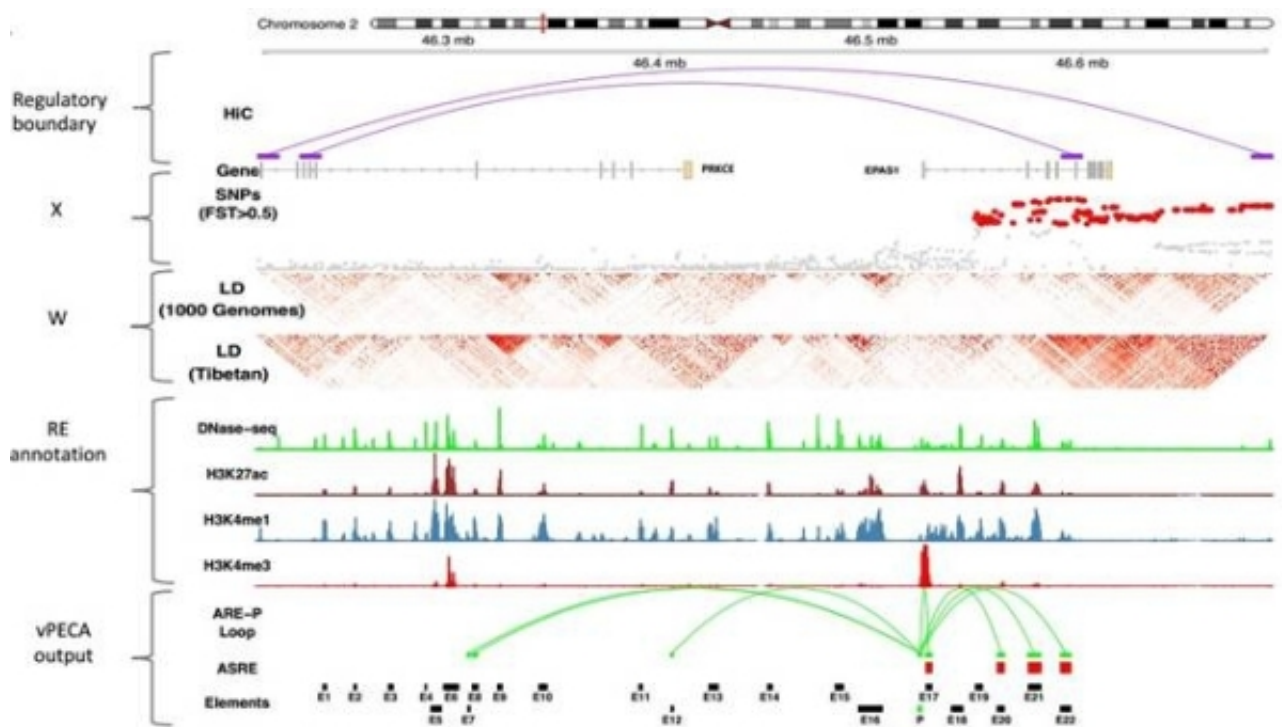 Chromosome 2
46.3 mb
46.5 mb
46.4 mb
46.6 mb
Regulatory
boundary
HiC
Gene
PRKCE
EPAS1
X
SNPs
(FST>0.5)
W
LD
(1000 Genomes)
LD
(Tibetan)
RE
annotation
DNase-seq
H3K27ac
H3K4me1
H3K4me3
vPECA
output
ARE-P
Loop
ASRE
Elements
E1 E2 E3 E4 E6 E8 E9 E10 E11 E13 E14 E15 E17 E19 E21
E5 E7 E12 E16 P E18 E20 E22